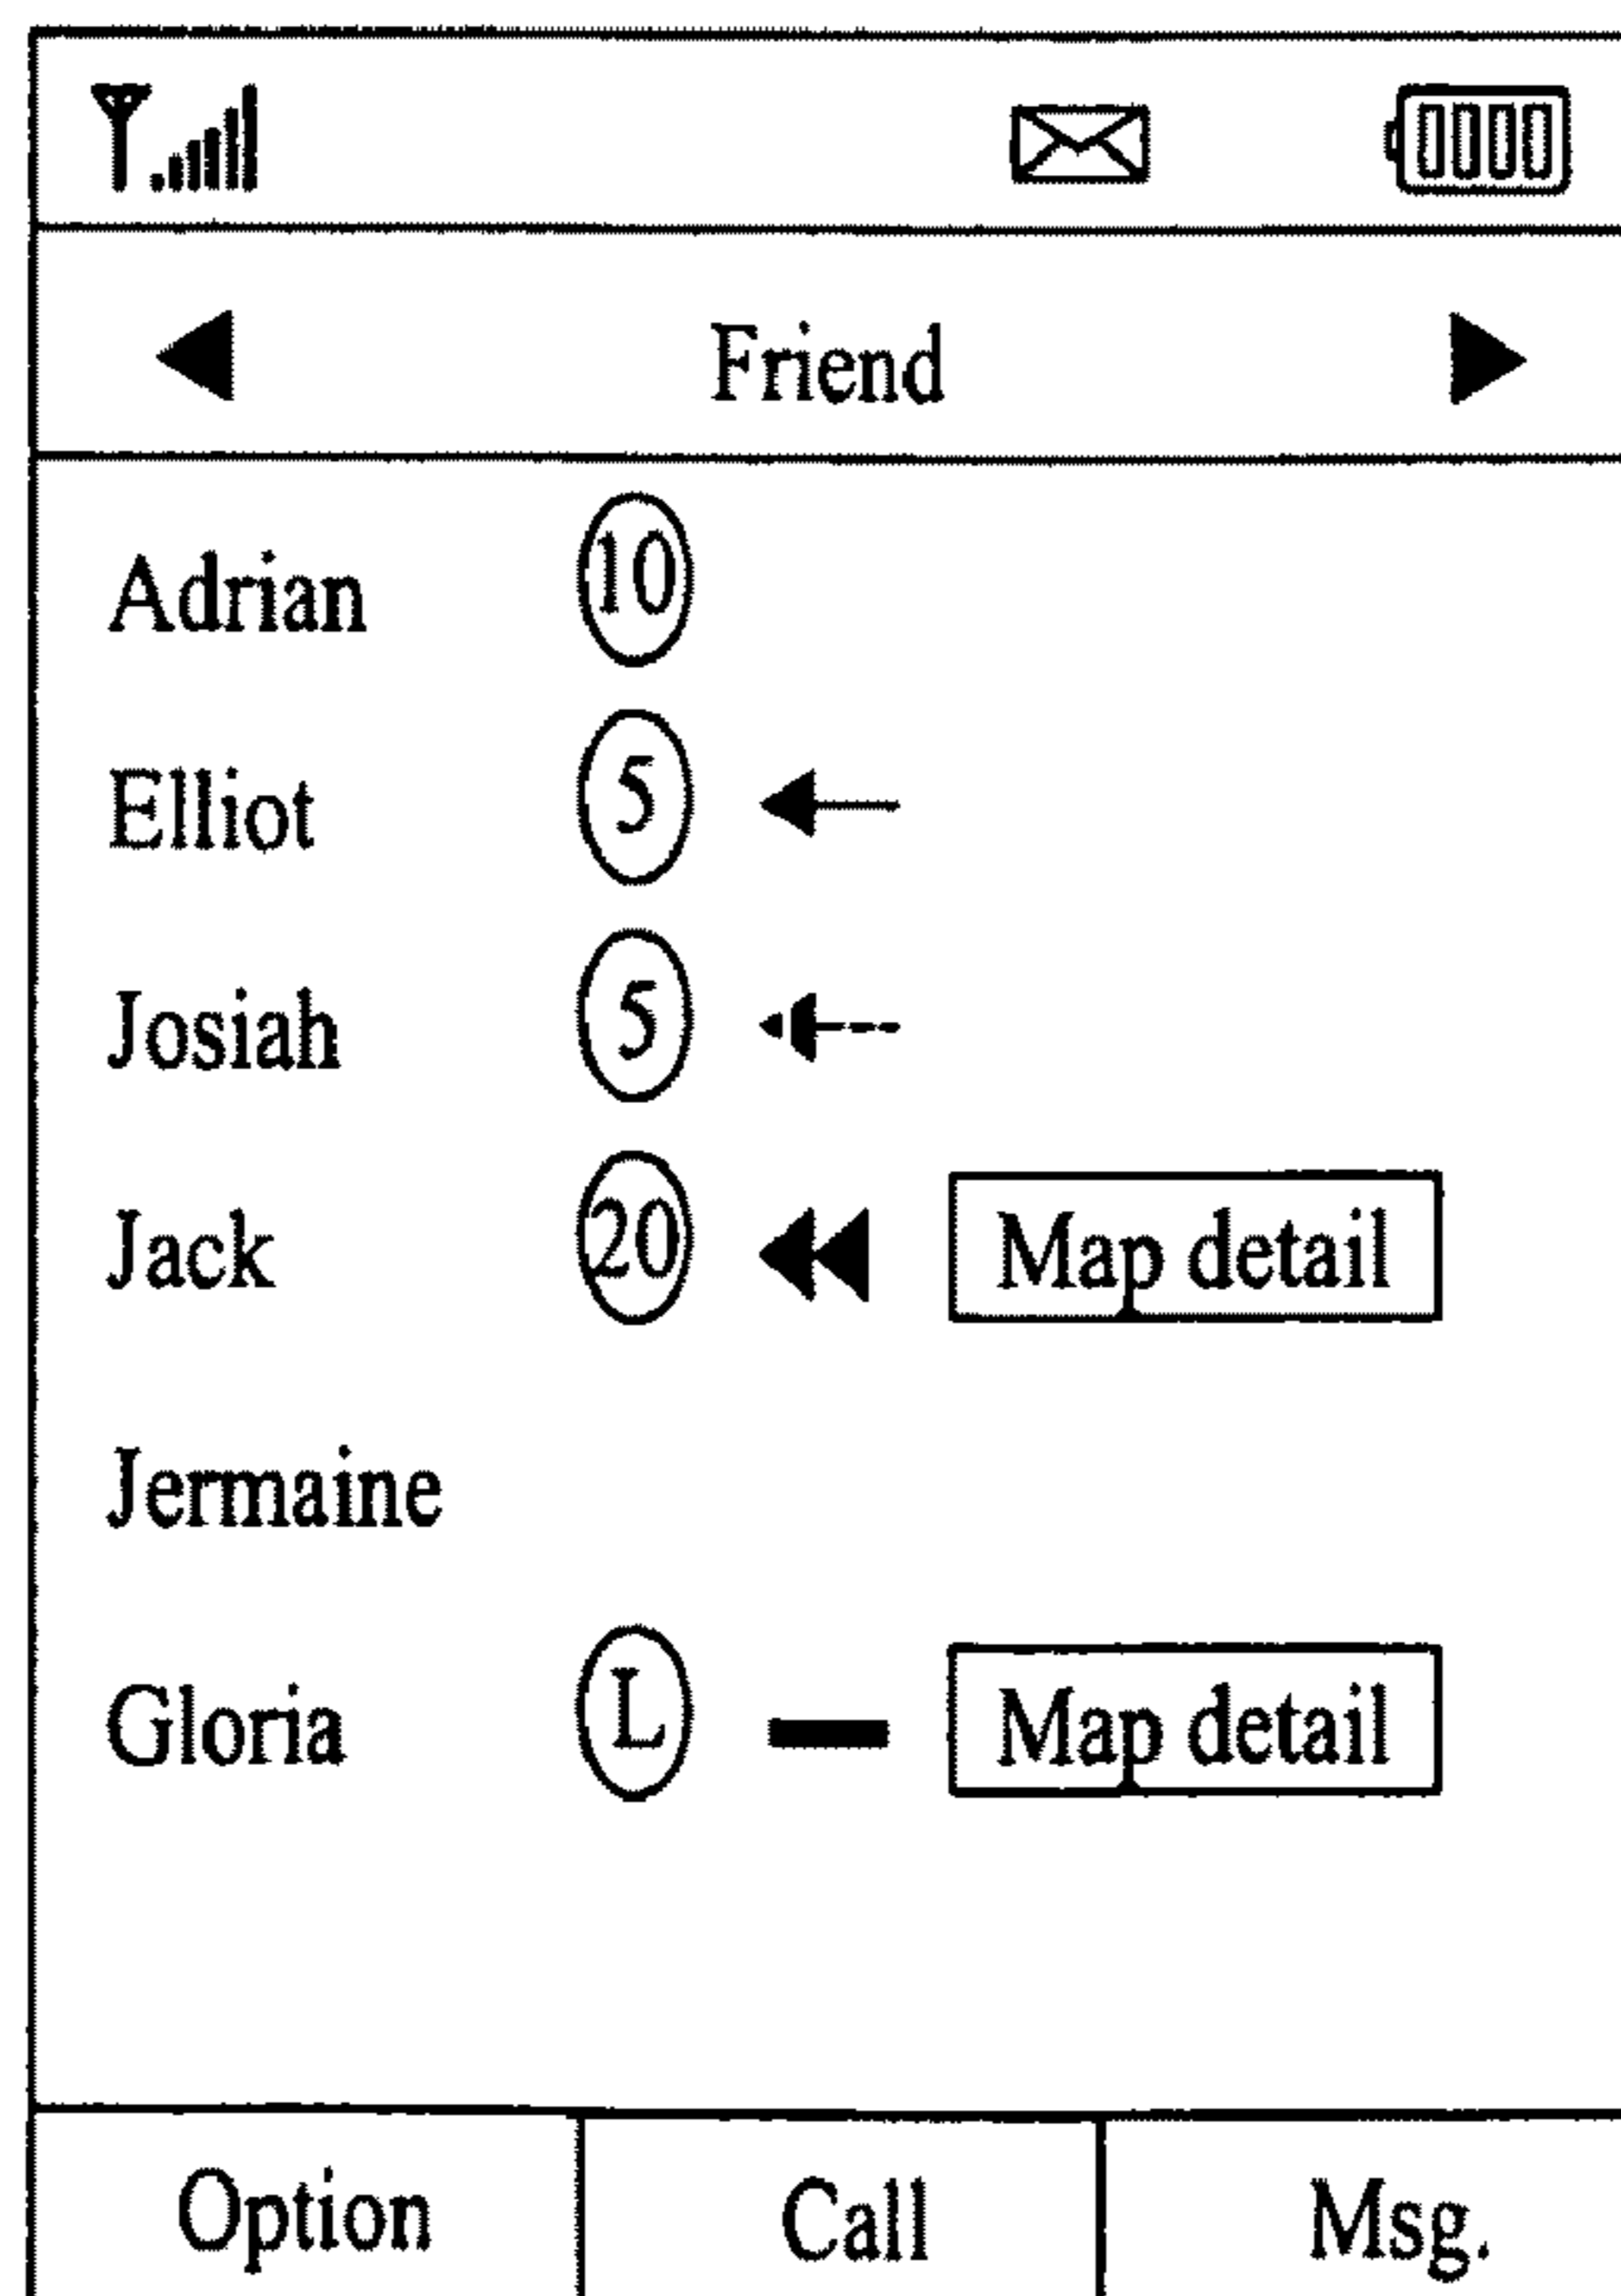 Friend
Adrian 10
Elliot 5
Josiah 5
Jack 20 Map detail
Jermaine
Gloria L Map detail
Option Call Msg.